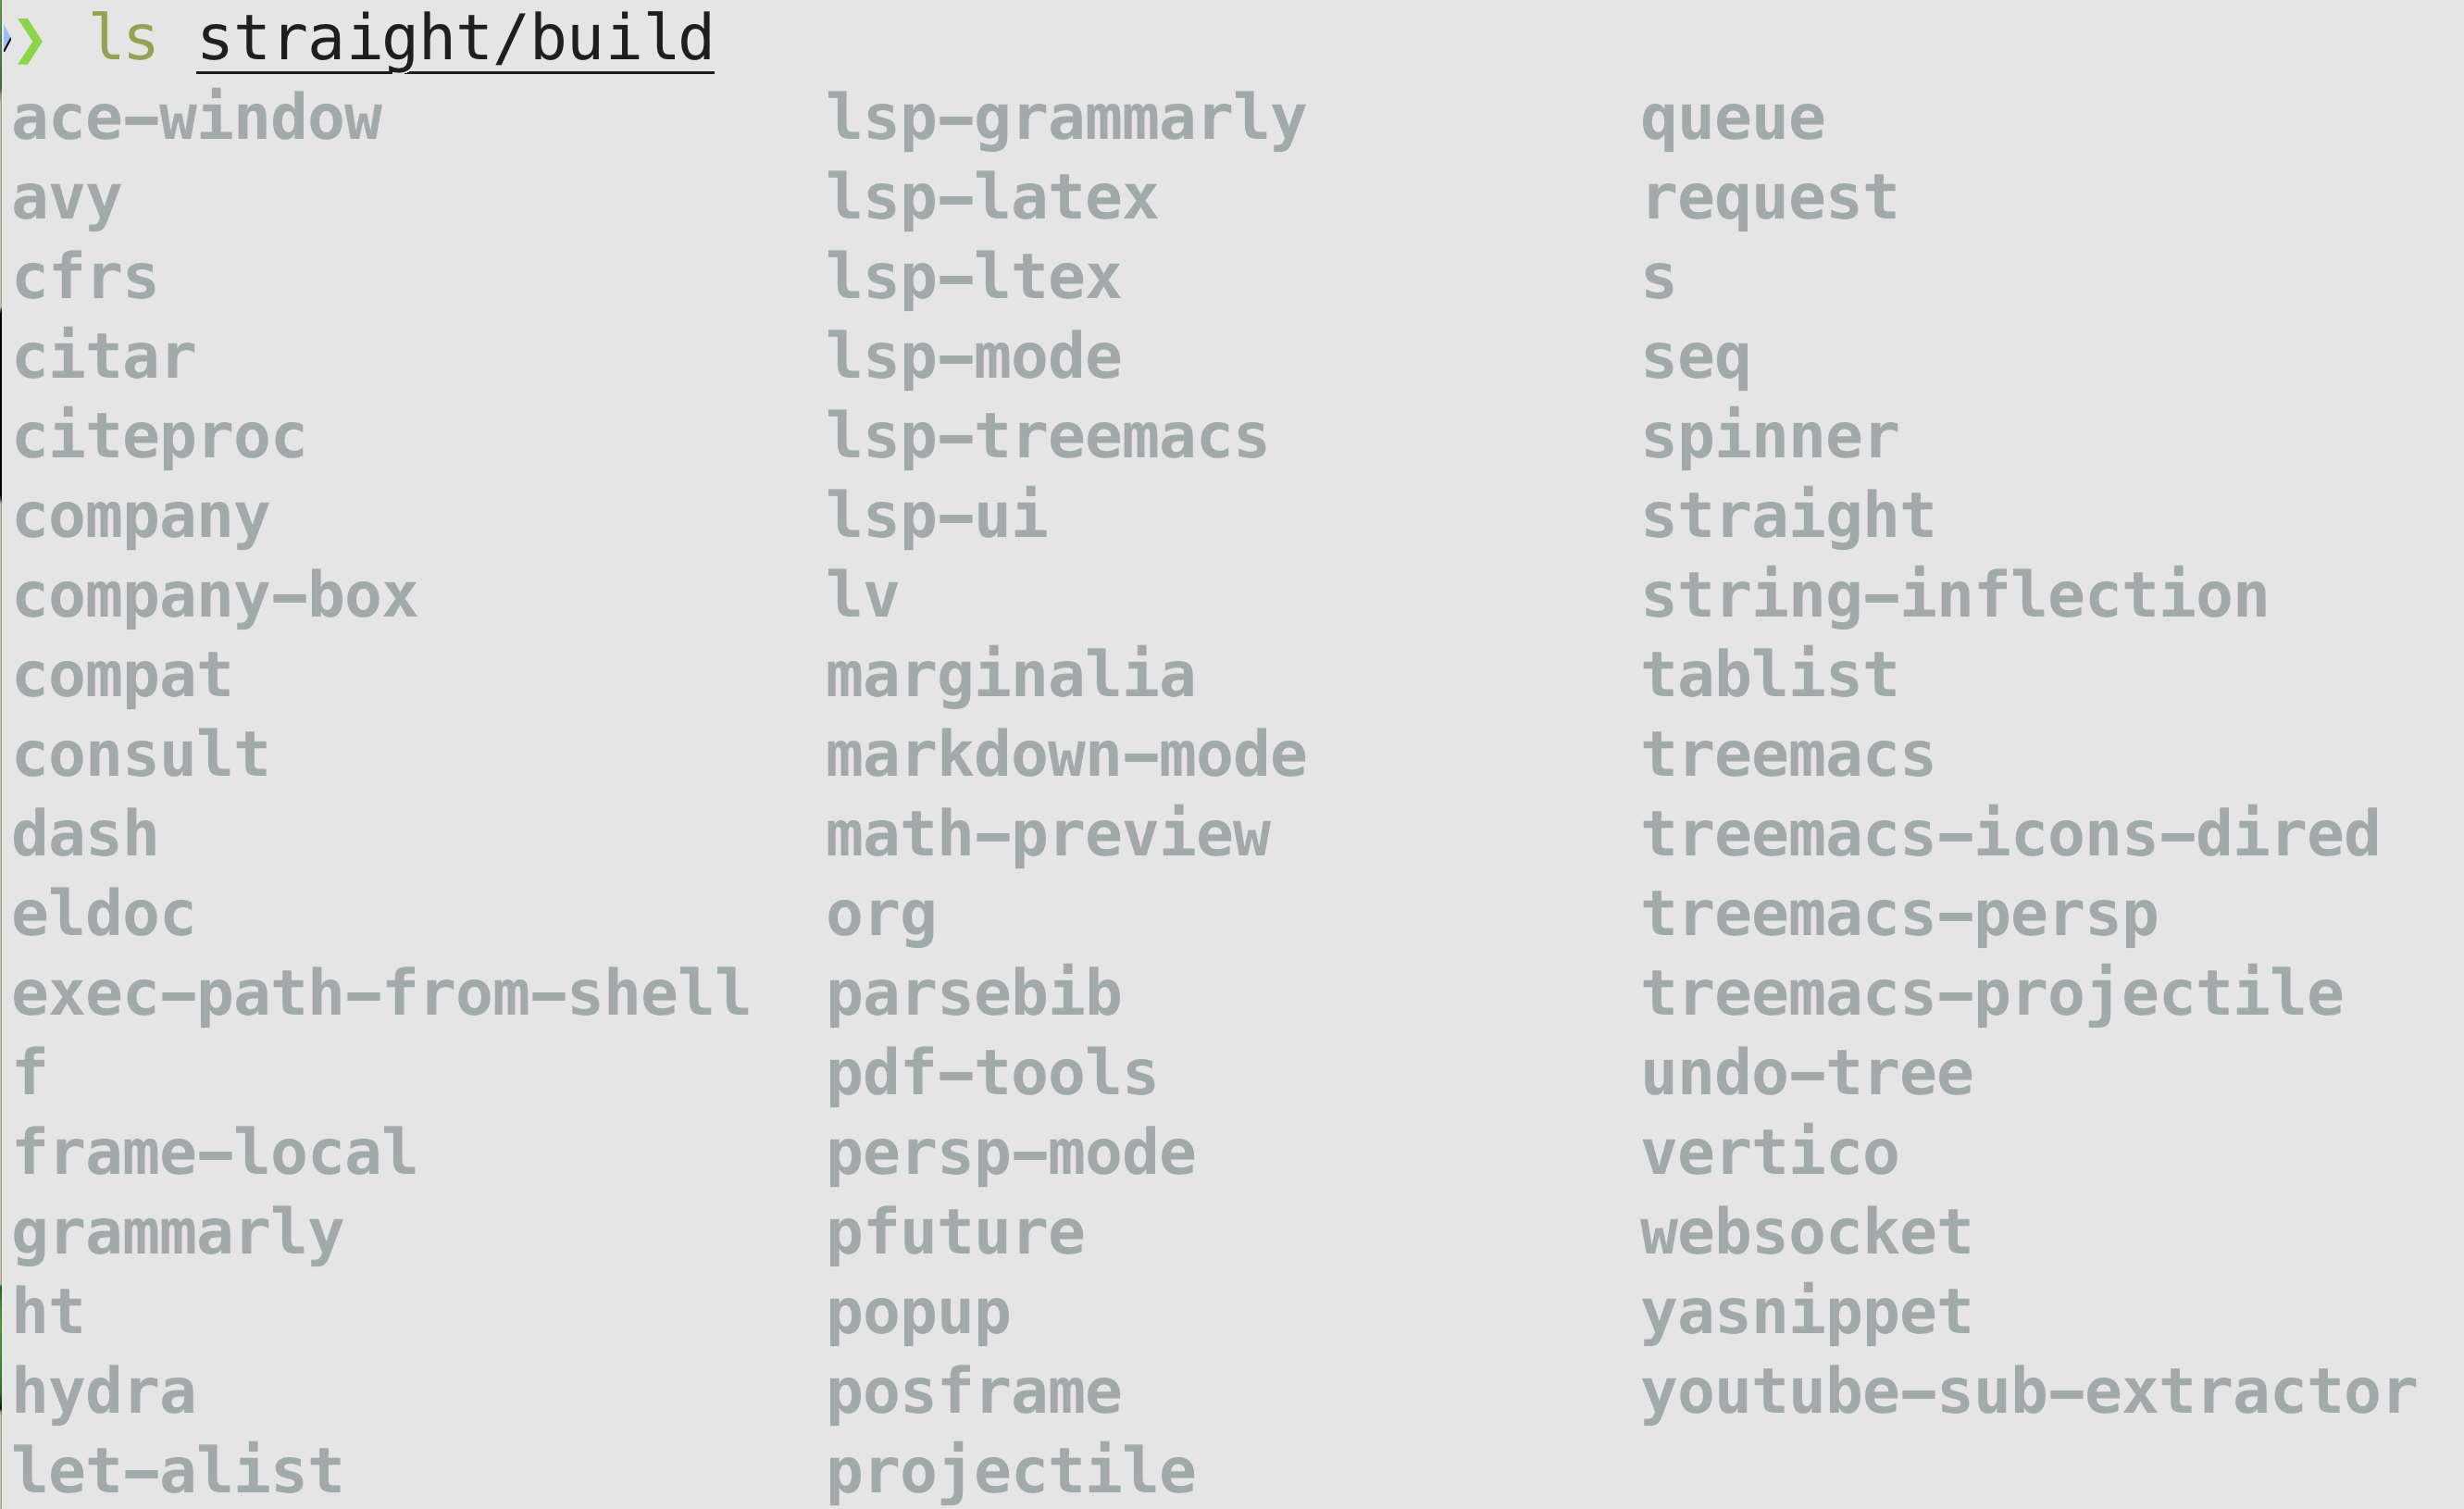 ❯ ls straight/build
ace-window lsp-grammarly queue
avy lsp-latex request
cfrs lsp-ltex s
citar lsp-mode seq
citeproc lsp-treemacs spinner
company lsp-ui straight
company-box lv string-inflection
compat marginalia tablist
consult markdown-mode treemacs
dash math-preview treemacs-icons-dired
eldoc org treemacs-persp
exec-path-from-shell parsebib treemacs-projectile
f pdf-tools undo-tree
frame-local persp-mode vertico
grammarly pfuture websocket
ht popup yasnippet
hydra posframe youtube-sub-extractor
let-alist projectile